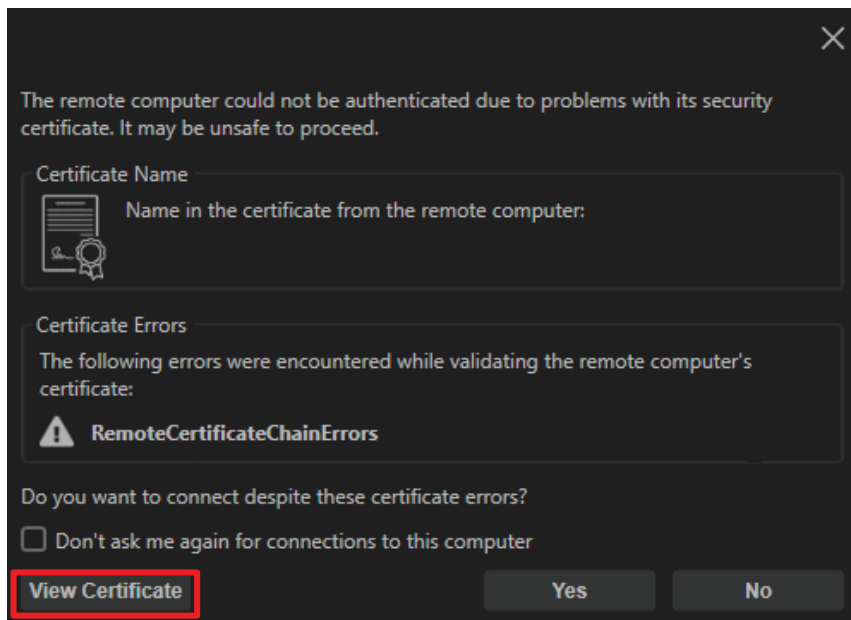 The remote computer could not be authenticated due to problems with its security
certificate. It may be unsafe to proceed.
Certificate Name
Name in the certificate from the remote computer:
Certificate Errors
The following errors were encountered while validating the remote computer's
certificate:
RemoteCertificateChainErrors
Do you want to connect despite these certificate errors?
Don't ask me again for connections to this computer
View Certificate
Yes
No